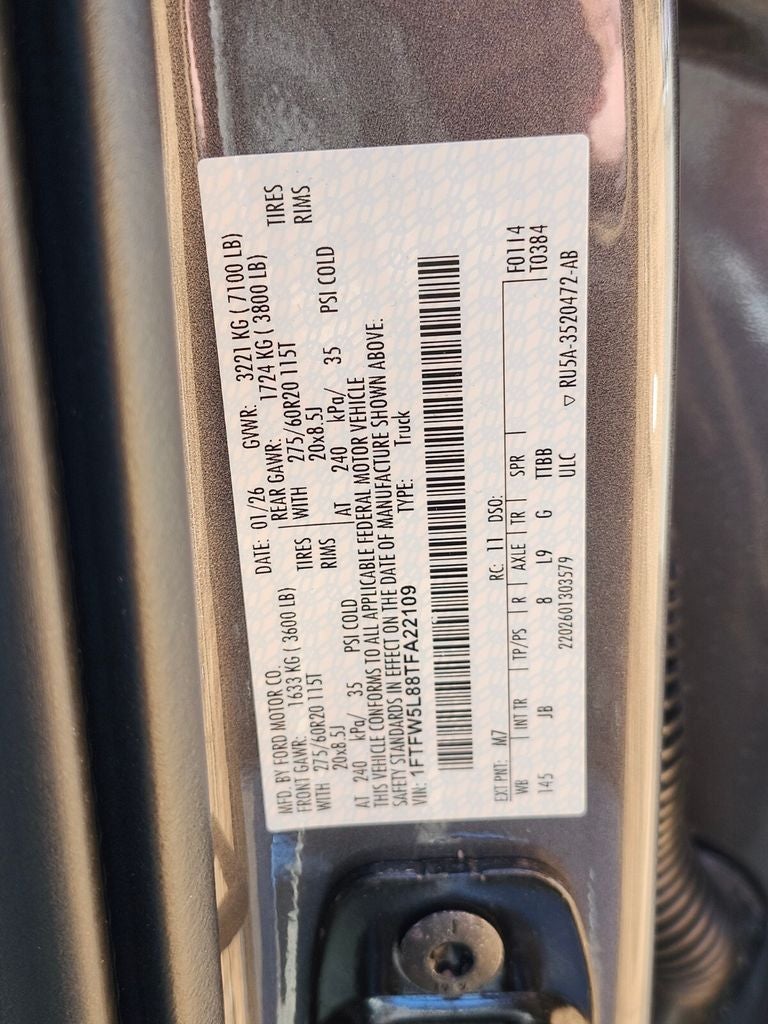 MFD. BY FORD MOTOR CO.
DATE: 01/26 GVWR: 3221 KG ( 7100 LB)
FRONT GAWR: 1633 KG ( 3600 LB)
REAR GAWR: 1724 KG ( 3800 LB)
WITH 275/60R20 115T TIRES
WITH 275/60R20 115T TIRES
20x8.5J RIMS
20x8.5J RIMS
AT 240 kPa/ 35 PSI COLD
AT 240 kPa/ 35 PSI COLD
THIS VEHICLE CONFORMS TO ALL APPLICABLE FEDERAL MOTOR VEHICLE
SAFETY STANDARDS IN EFFECT ON THE DATE OF MANUFACTURE SHOWN ABOVE.
VIN: 1FTFW5L88TFA22109 TYPE: Truck
EXT PNT: M7 RC: 11 DSO: F0114
WB INT TR TP/PS R AXLE TR SPR T0384
145 JB 8 L9 G TTBB
2202601303579 ULC ▽ RU5A-3520472-AB